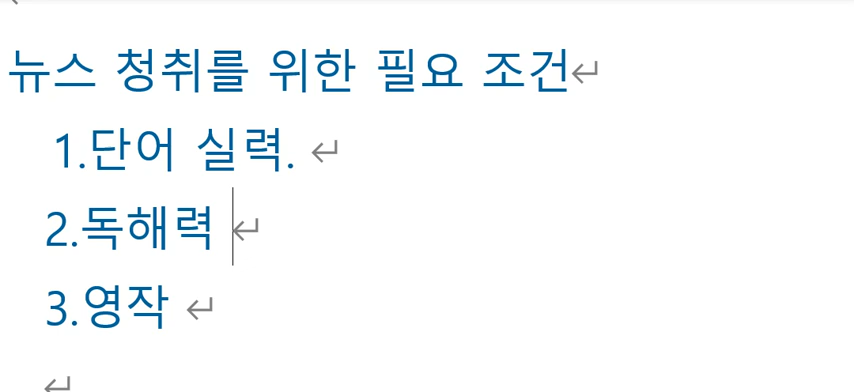 뉴스 청취를 위한 필요 조건↵
1.단어 실력. ↵
2.독해력 ↵
3.영작 ↵
↵